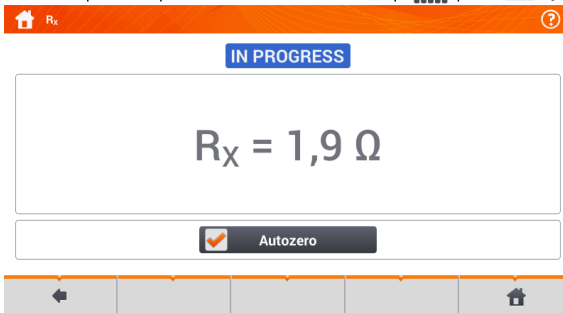 Rₓ
?
IN PROGRESS
Rₓ = 1,9 Ω
Autozero